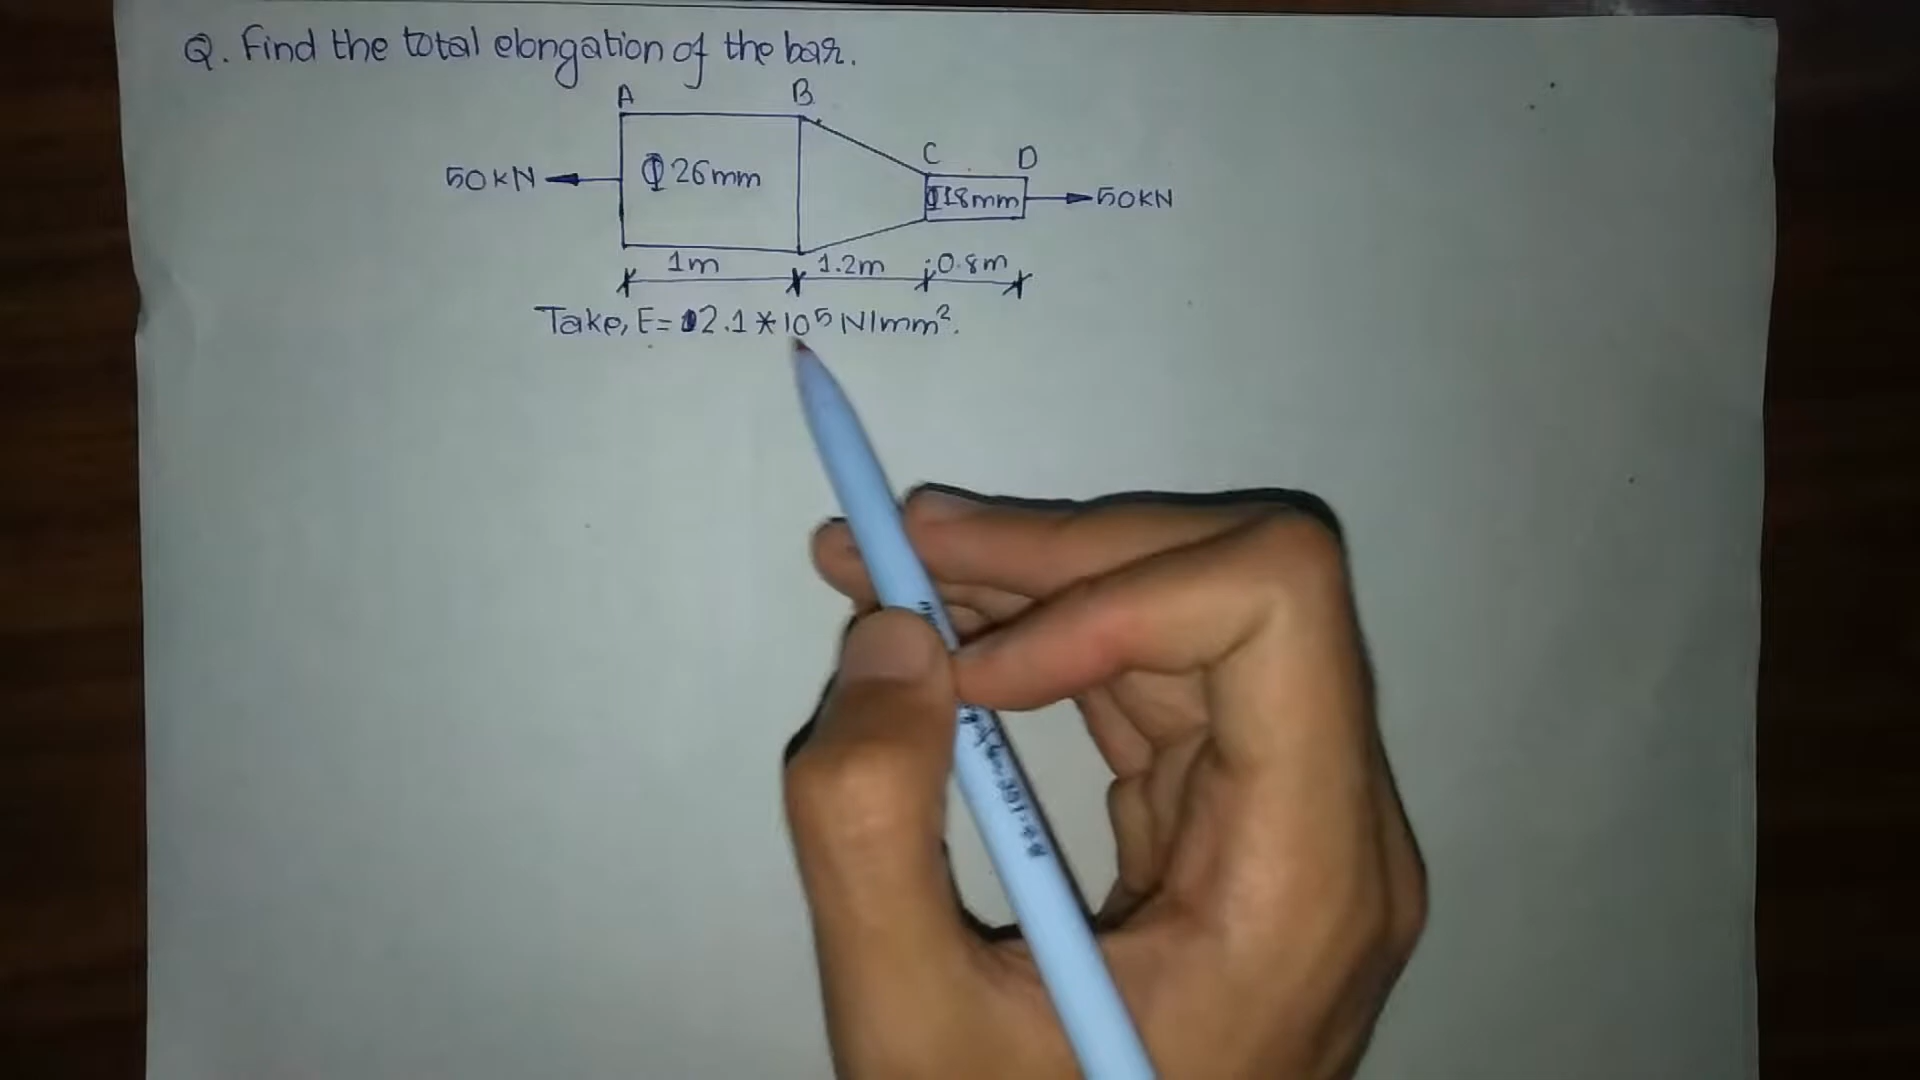 Q. Find the total elongation of the bar.
A B
C D
50KN Φ26mm Φ18mm 50KN
1m 1.2m 0.8m
Take, E= 2.1*10⁵N/mm².